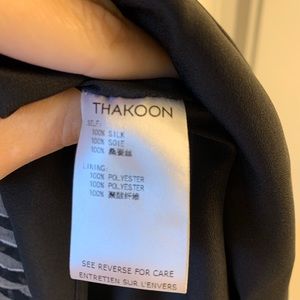 THAKOON
SELF:
100% SILK
100% SOIE
100% 桑蚕丝
LINING:
100% POLYESTER
100% POLYESTER
100% 聚酯纤维
SEE REVERSE FOR CARE
ENTRETIEN SUR L'ENVERS